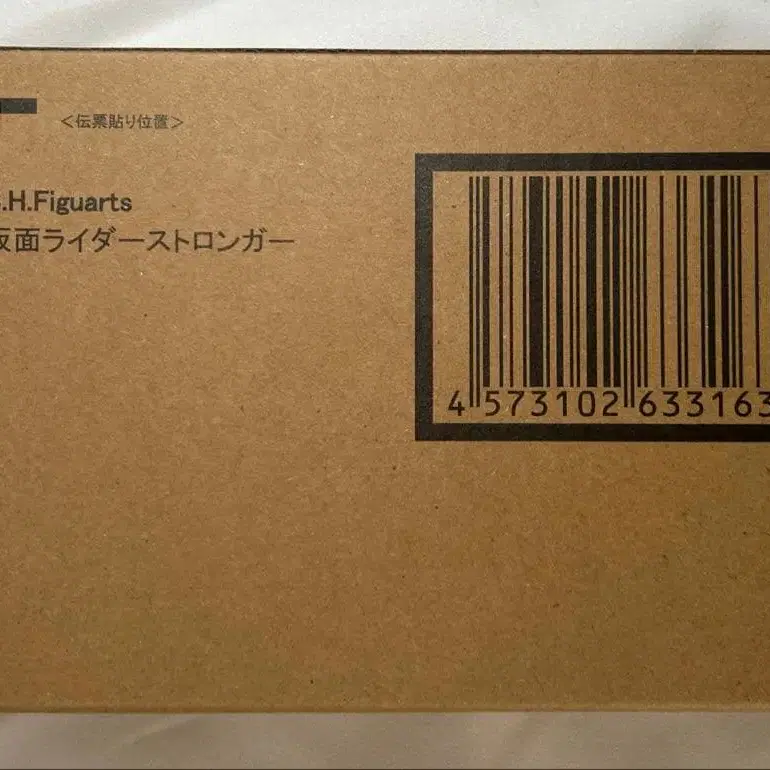 <伝票貼り位置>
.H.Figuarts
仮面ライダーストロンガー
4 573102 633163